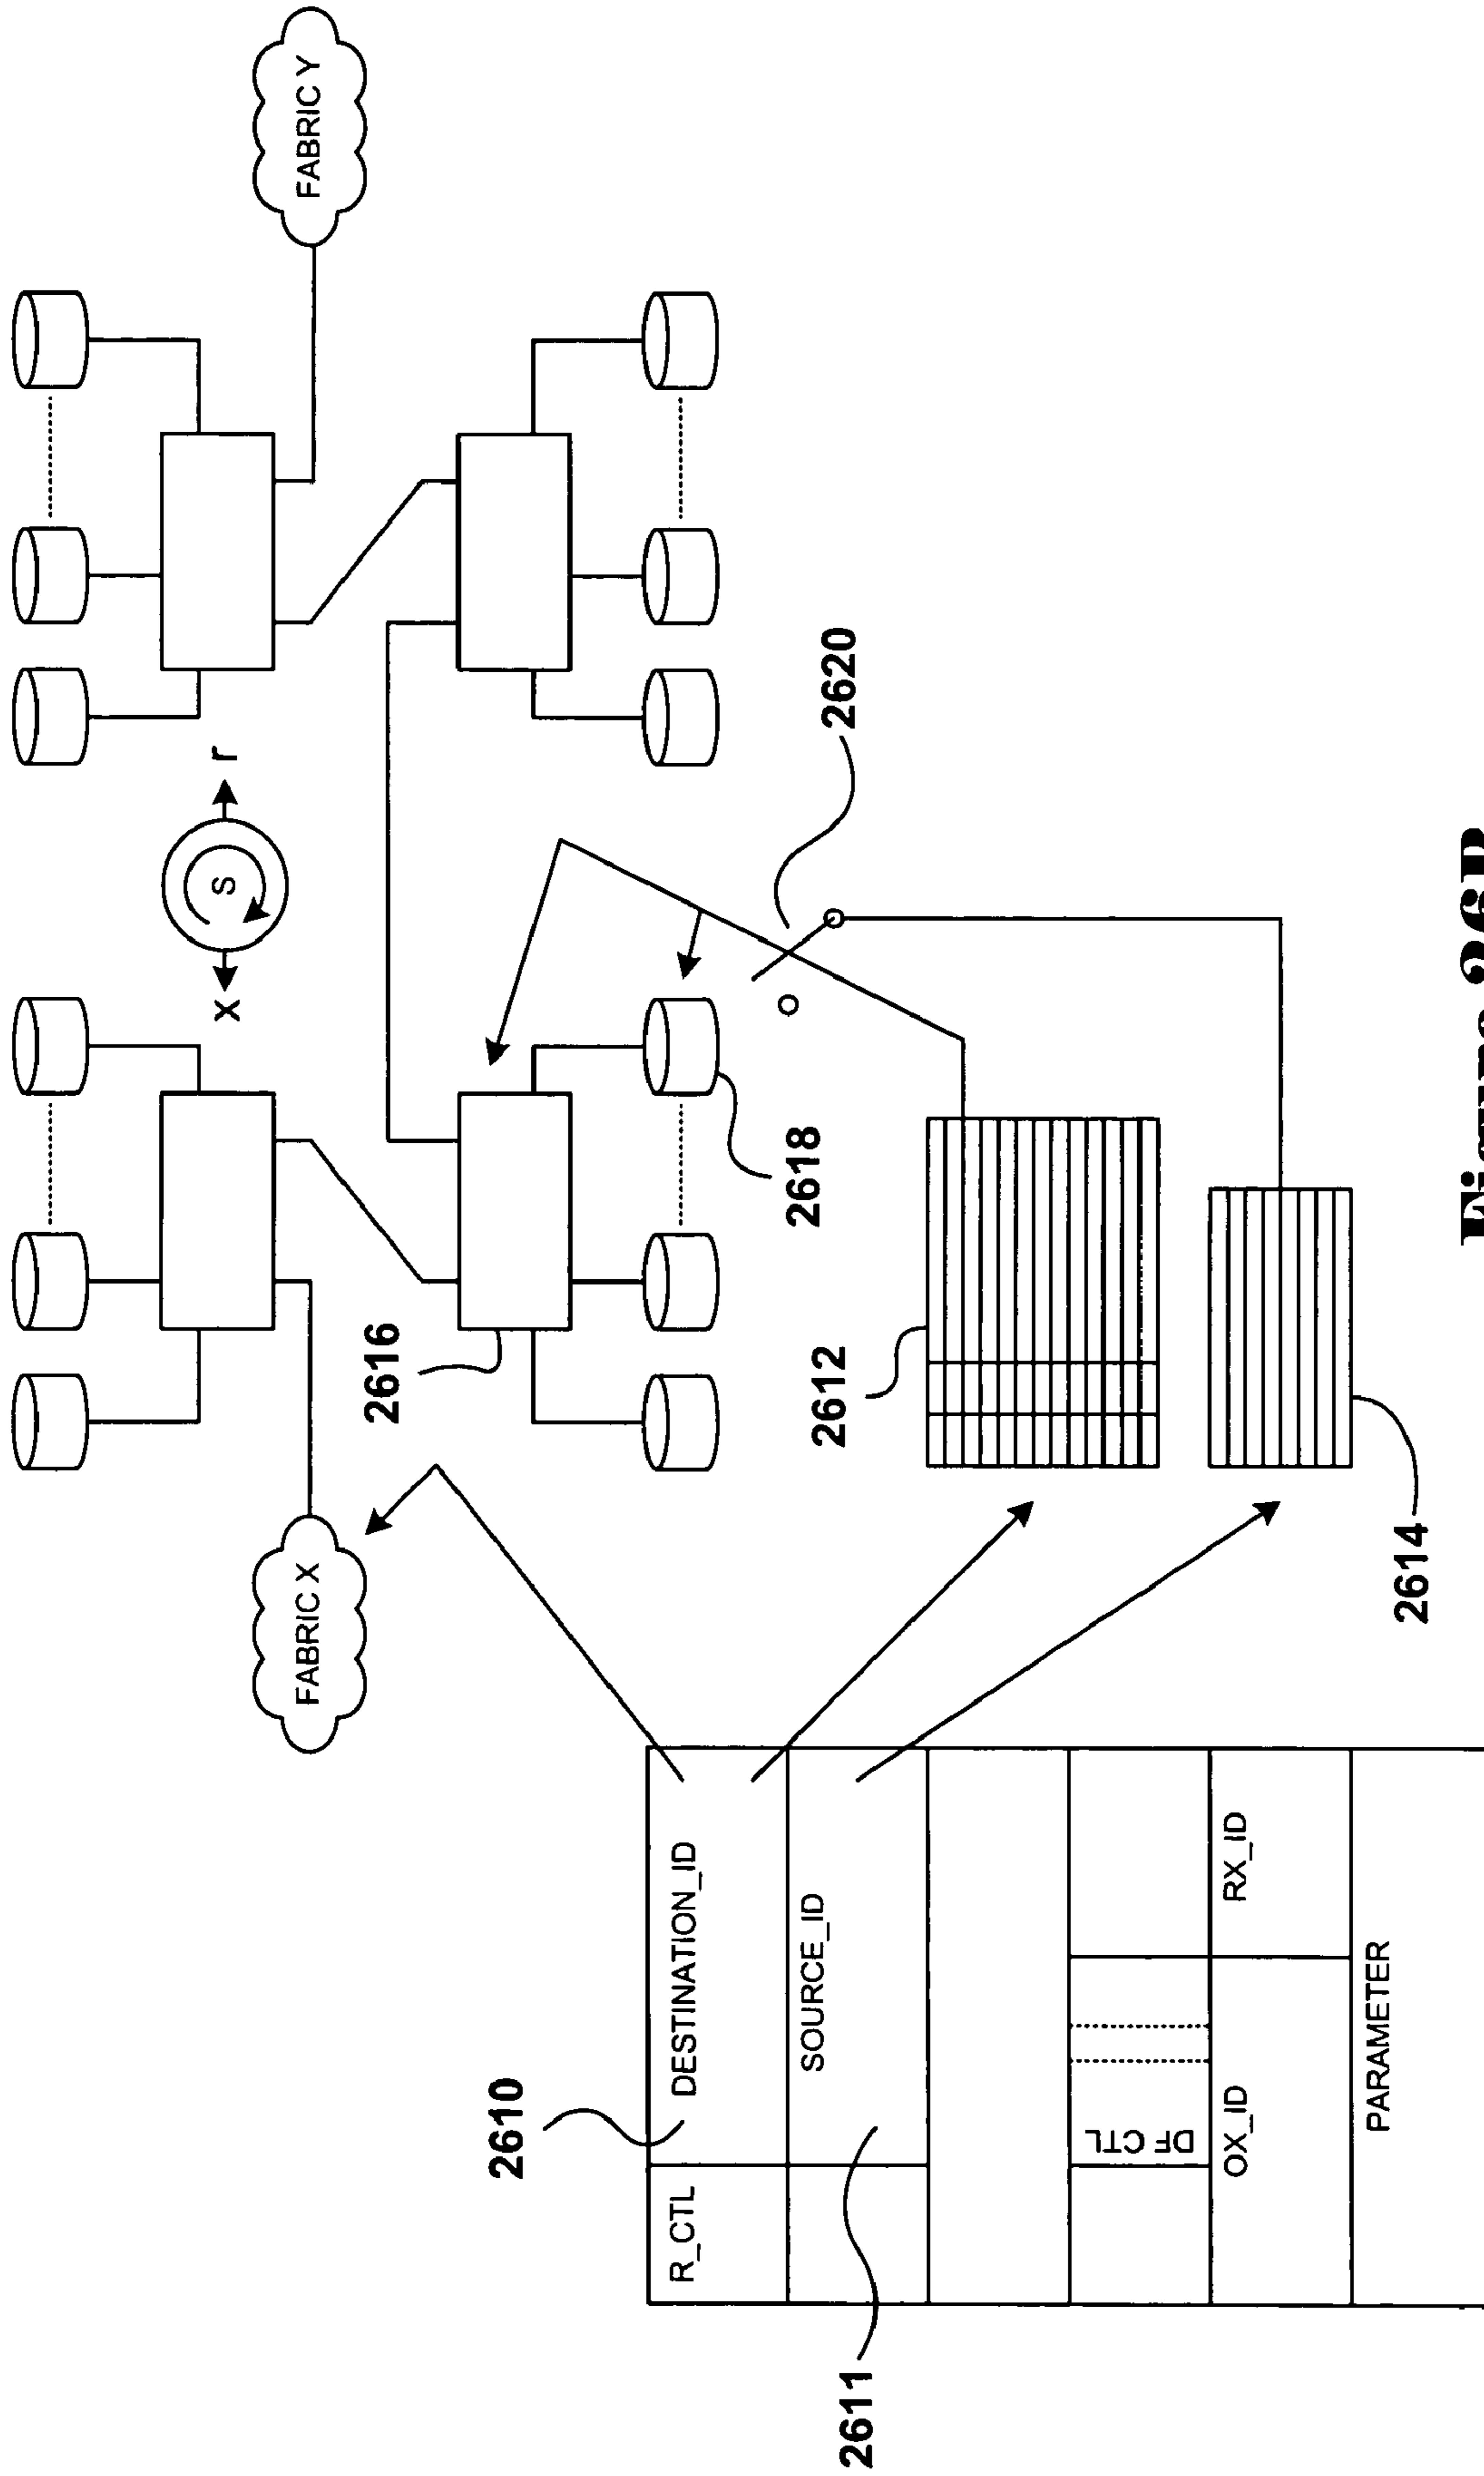 FABRIC X
FABRIC Y
X
S
r
2616
2618
2620
2612
2614
2610
R_CTL
DESTINATION_ID
SOURCE_ID
2611
DF CTL
OX_ID
RX_ID
PARAMETER